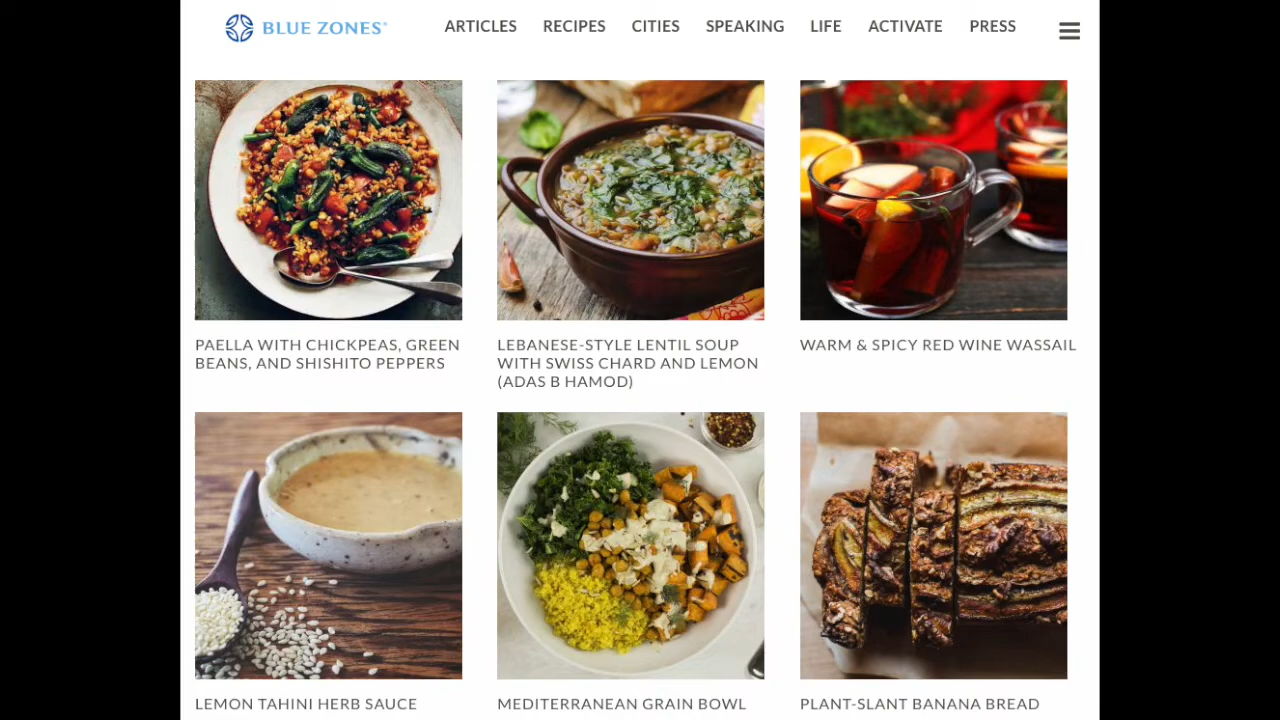 BLUE ZONES®
ARTICLES RECIPES CITIES SPEAKING LIFE ACTIVATE PRESS
PAELLA WITH CHICKPEAS, GREEN
BEANS, AND SHISHITO PEPPERS
LEBANESE-STYLE LENTIL SOUP
WITH SWISS CHARD AND LEMON
(ADAS B HAMOD)
WARM & SPICY RED WINE WASSAIL
LEMON TAHINI HERB SAUCE
MEDITERRANEAN GRAIN BOWL
PLANT-SLANT BANANA BREAD